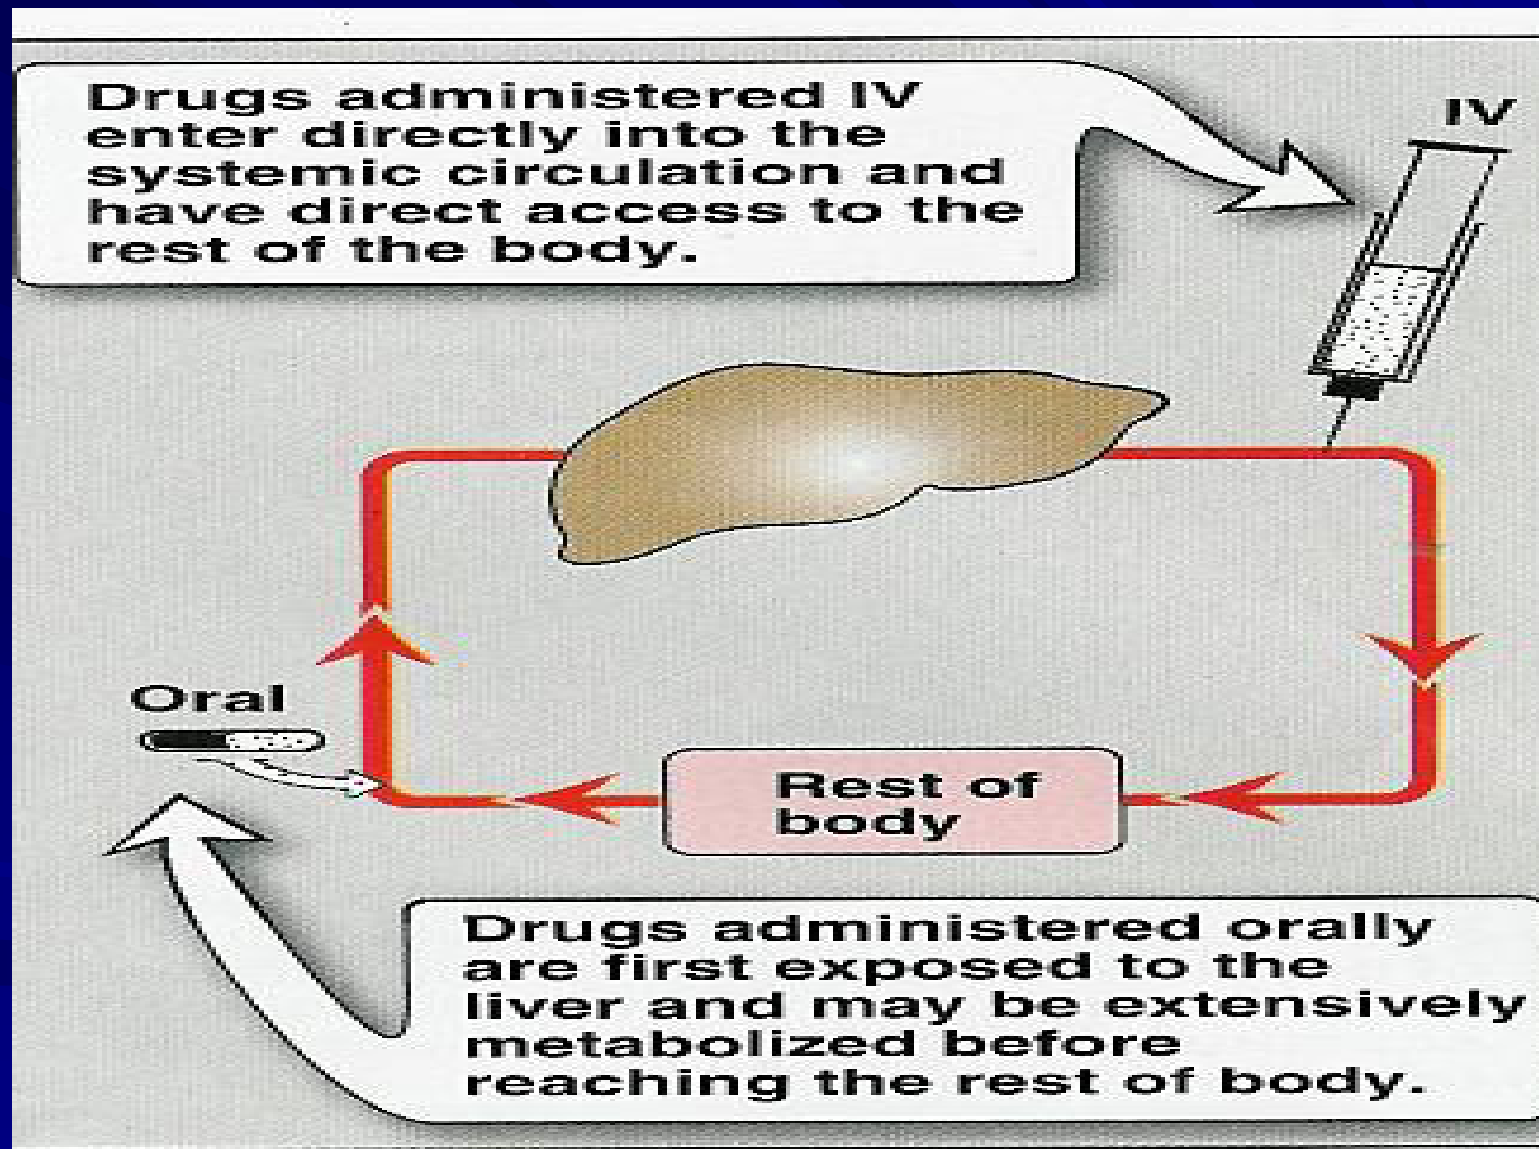 Drugs administered IV
enter directly into the
systemic circulation and
have direct access to the
rest of the body.
IV
Oral
Rest of
body
Drugs administered orally
are first exposed to the
liver and may be extensively
metabolized before
reaching the rest of body.